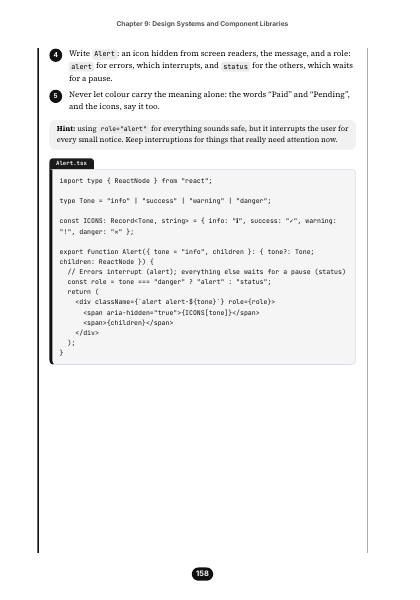 Chapter 9: Design Systems and Component Libraries
4 Write Alert: an icon hidden from screen readers, the message, and a role:
alert for errors, which interrupts, and status for the others, which waits
for a pause.
5 Never let colour carry the meaning alone: the words “Paid” and “Pending”,
and the icons, say it too.
Hint: using role="alert" for everything sounds safe, but it interrupts the user for
every small notice. Keep interruptions for things that really need attention now.
Alert.tsx
import type { ReactNode } from "react";
type Tone = "info" | "success" | "warning" | "danger";
const ICONS: Record<Tone, string> = { info: "ℹ", success: "✓", warning:
"!", danger: "✕" };
export function Alert({ tone = "info", children }: { tone?: Tone;
children: ReactNode }) {
// Errors interrupt (alert); everything else waits for a pause (status)
const role = tone === "danger" ? "alert" : "status";
return (
<div className={`alert alert-${tone}`} role={role}>
<span aria-hidden="true">{ICONS[tone]}</span>
<span>{children}</span>
</div>
);
}
158